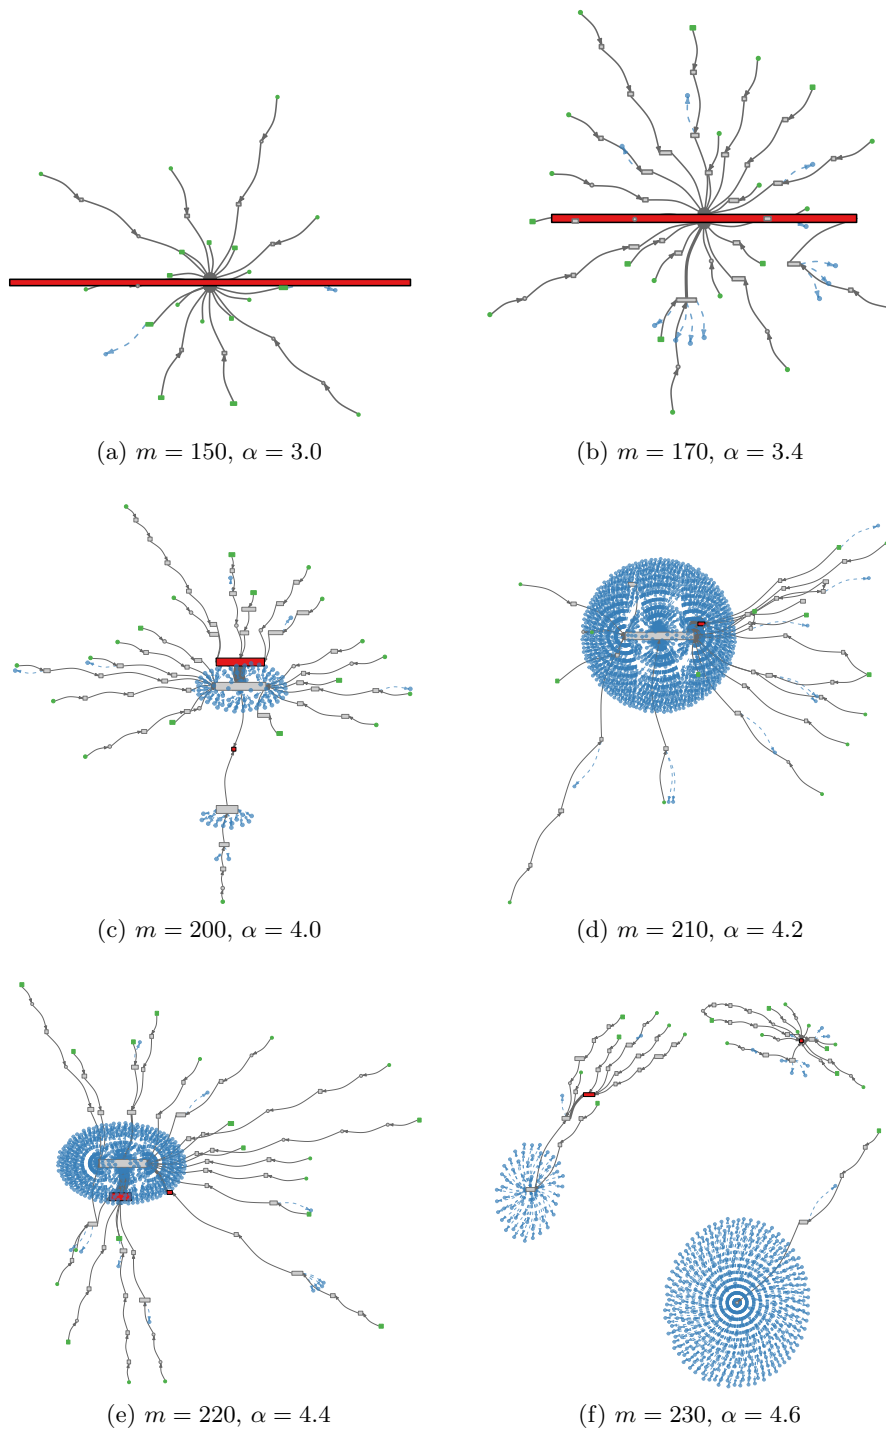 (a) m = 150, α = 3.0
(b) m = 170, α = 3.4
(c) m = 200, α = 4.0
(d) m = 210, α = 4.2
(e) m = 220, α = 4.4
(f) m = 230, α = 4.6